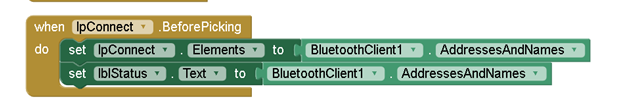 when lpConnect .BeforePicking
do set lpConnect . Elements to BluetoothClient1 . AddressesAndNames
set lblStatus . Text to BluetoothClient1 . AddressesAndNames